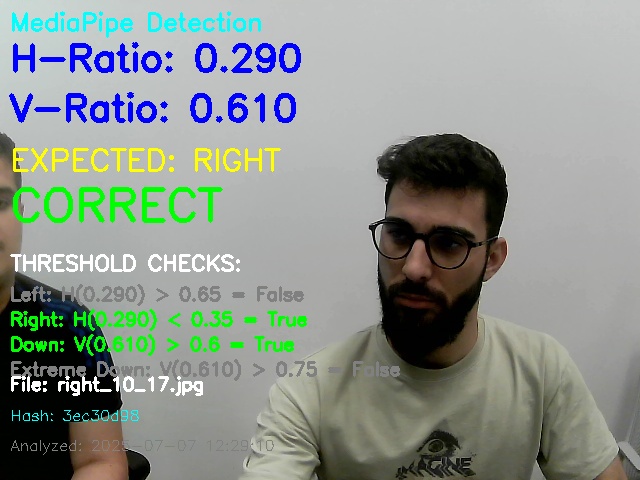 MediaPipe Detection
H-Ratio: 0.290
V-Ratio: 0.610
EXPECTED: RIGHT
CORRECT
THRESHOLD CHECKS:
Left: H(0.290) > 0.65 = False
Right: H(0.290) < 0.35 = True
Down: V(0.610) > 0.6 = True
Extreme Down: V(0.610) > 0.75 = False
File: right_10_17.jpg
Hash: 3ec30d98
Analyzed: 2025-07-07 12:29:10
IMAGINE